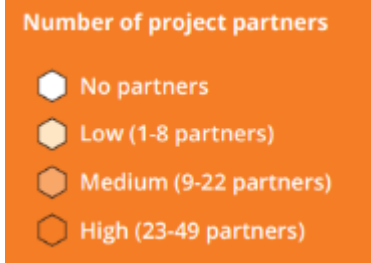 Number of project partners
No partners
Low (1-8 partners)
Medium (9-22 partners)
High (23-49 partners)